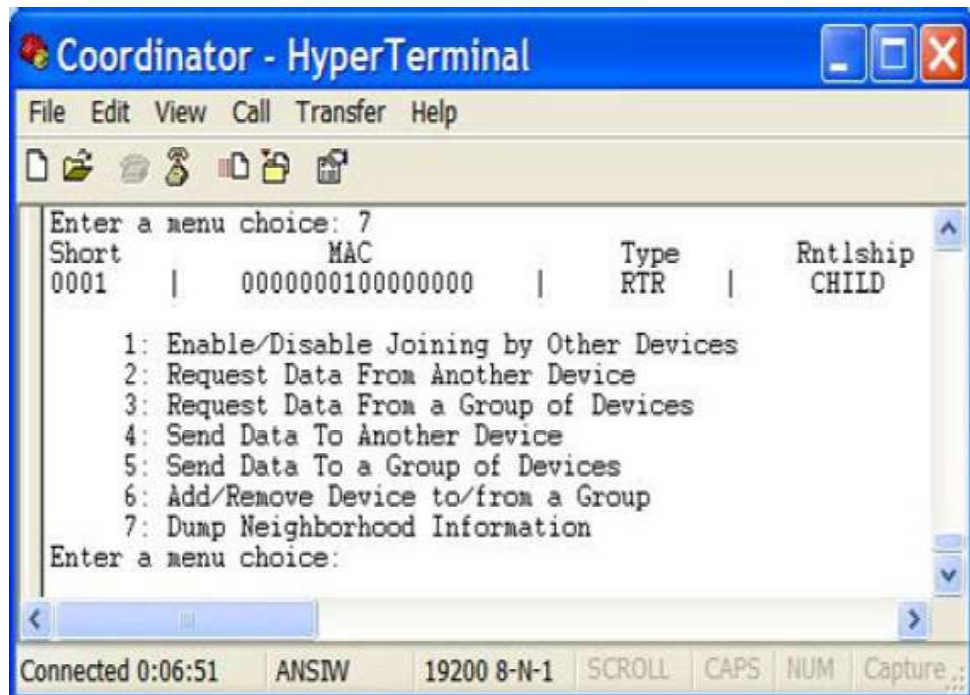 Coordinator - HyperTerminal
File Edit View Call Transfer Help
Enter a menu choice: 7
Short MAC Type Rntlship
0001 | 0000000100000000 | RTR | CHILD
1: Enable/Disable Joining by Other Devices
2: Request Data From Another Device
3: Request Data From a Group of Devices
4: Send Data To Another Device
5: Send Data To a Group of Devices
6: Add/Remove Device to/from a Group
7: Dump Neighborhood Information
Enter a menu choice:
Connected 0:06:51 ANSIW 19200 8-N-1 SCROLL CAPS NUM Capture